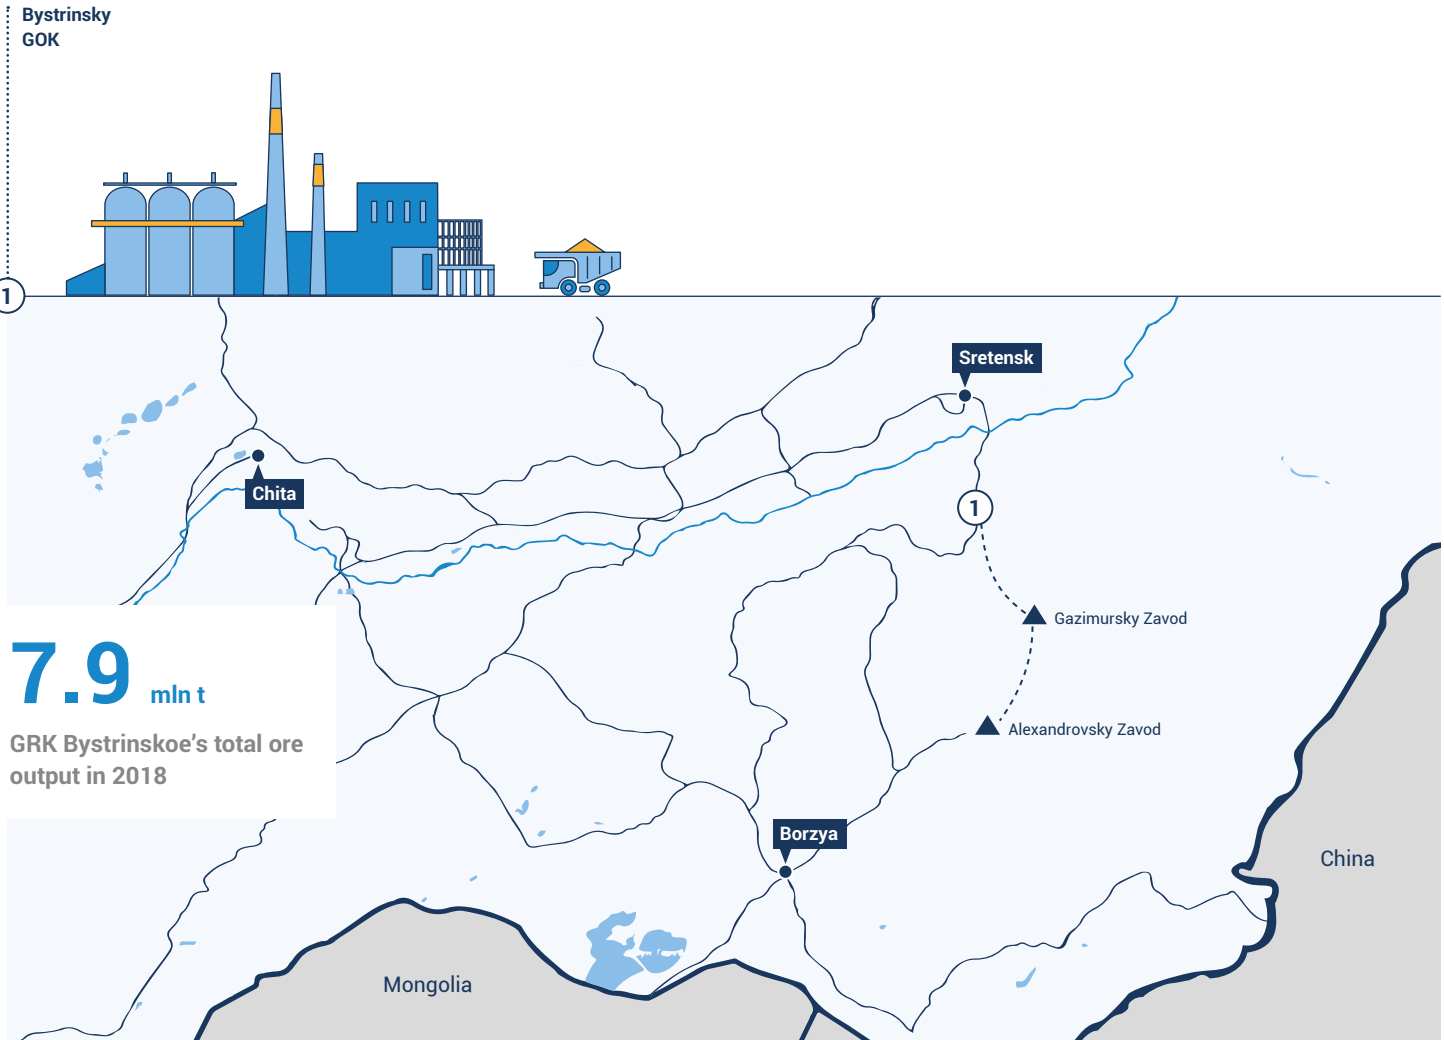 Bystrinsky
GOK
1
Sretensk
Chita
1
Gazimursky Zavod
7.9 mln t
GRK Bystrinskoe's total ore
output in 2018
Alexandrovsky Zavod
Borzya
China
Mongolia